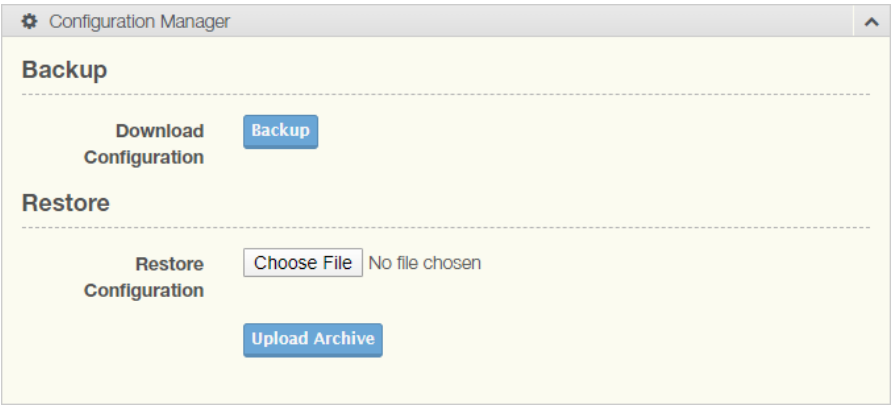 Configuration Manager
Backup
Download
Configuration
Backup
Restore
Restore
Configuration
Choose File No file chosen
Upload Archive